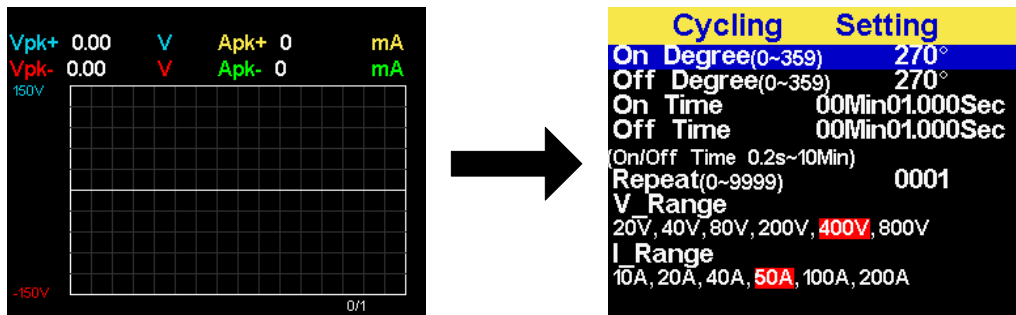 Vpk+ 0.00 V Apk+ 0 mA
Vpk- 0.00 V Apk- 0 mA
150V
-150V
0/1
Cycling Setting
On Degree(0~359) 270°
Off Degree(0~359) 270°
On Time 00Min01.000Sec
Off Time 00Min01.000Sec
(On/Off Time 0.2s~10Min)
Repeat(0~9999) 0001
V_Range
20V, 40V, 80V, 200V, 400V, 800V
I_Range
10A, 20A, 40A, 50A, 100A, 200A